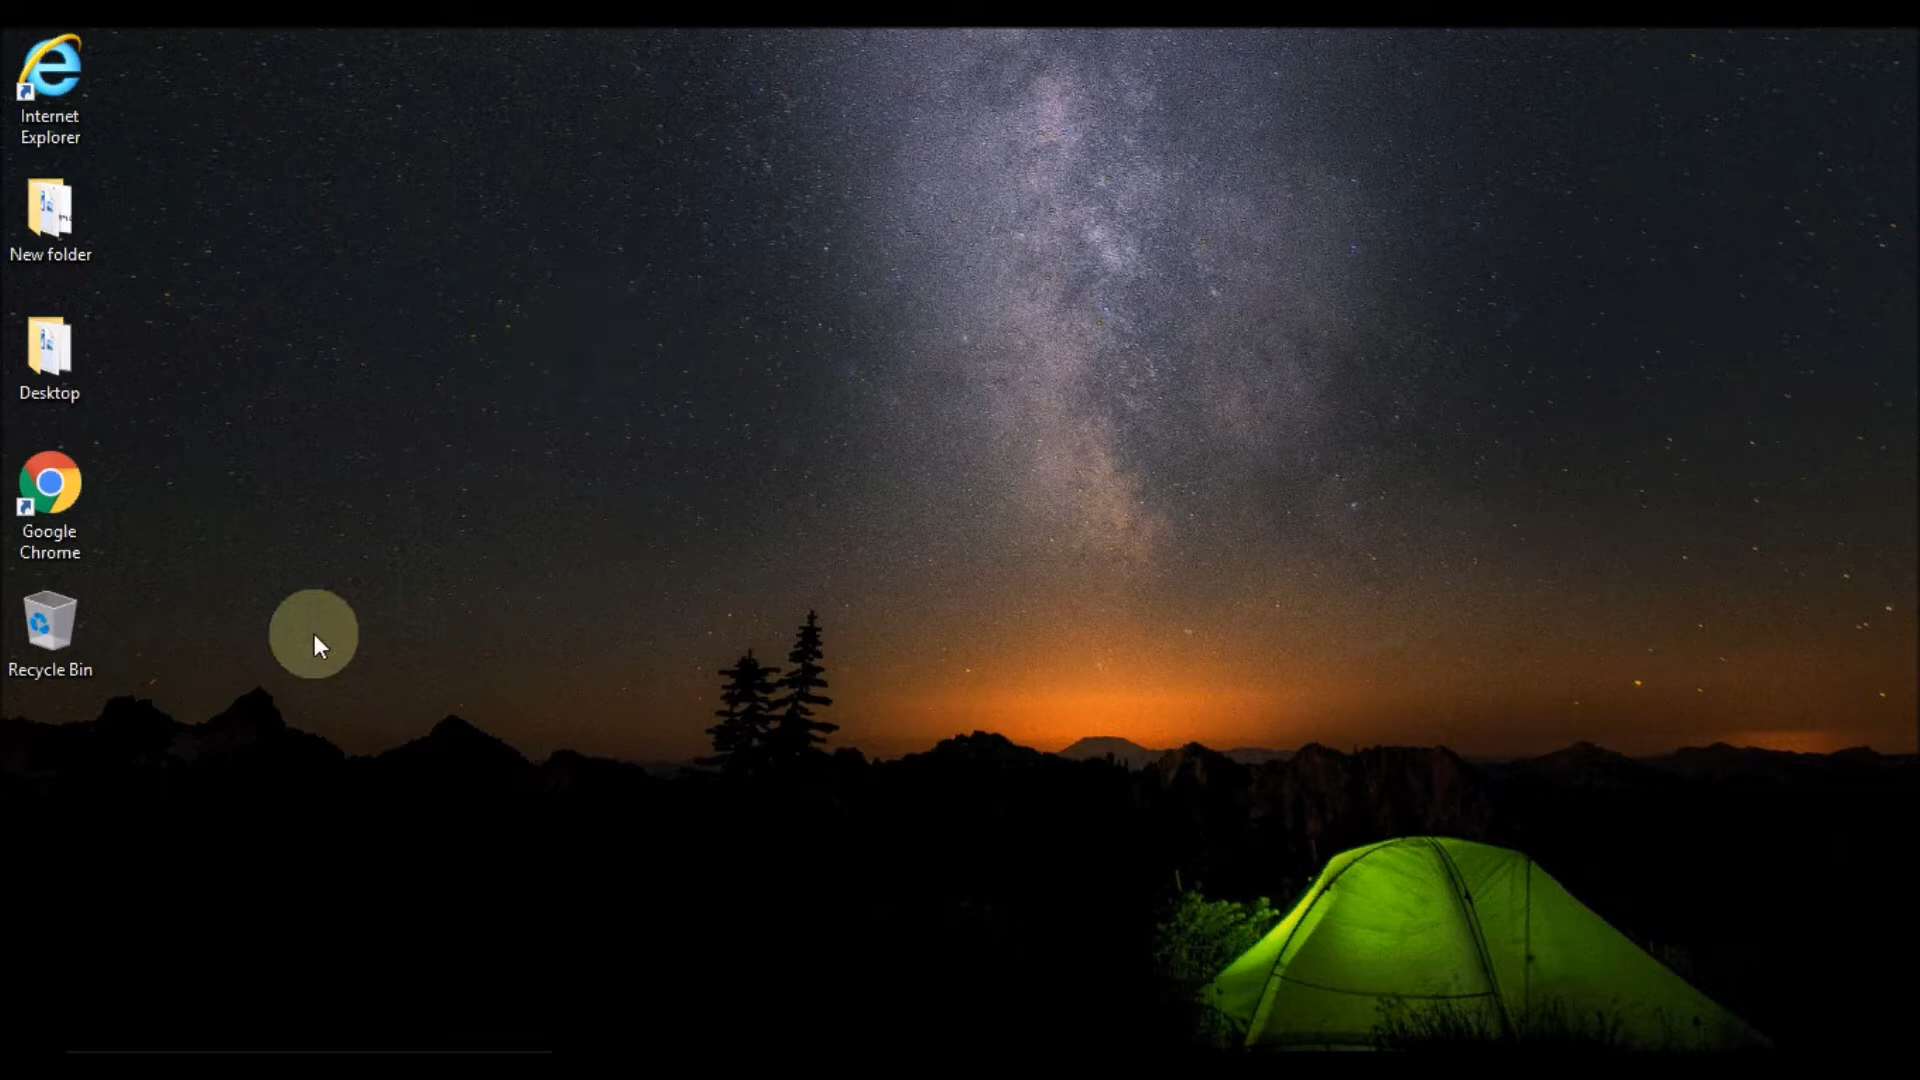 Internet
Explorer
New folder
Desktop
Google
Chrome
Recycle Bin